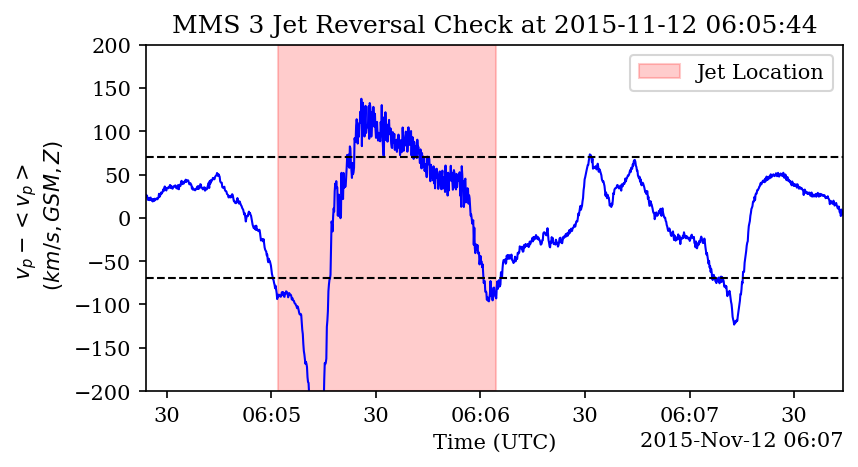 MMS 3 Jet Reversal Check at 2015-11-12 06:05:44
v_p − < v_p >
(km/s, GSM, Z)
200
150
100
50
0
−50
−100
−150
−200
Jet Location
30
06:05
30
06:06
30
06:07
30
Time (UTC)
2015-Nov-12 06:07